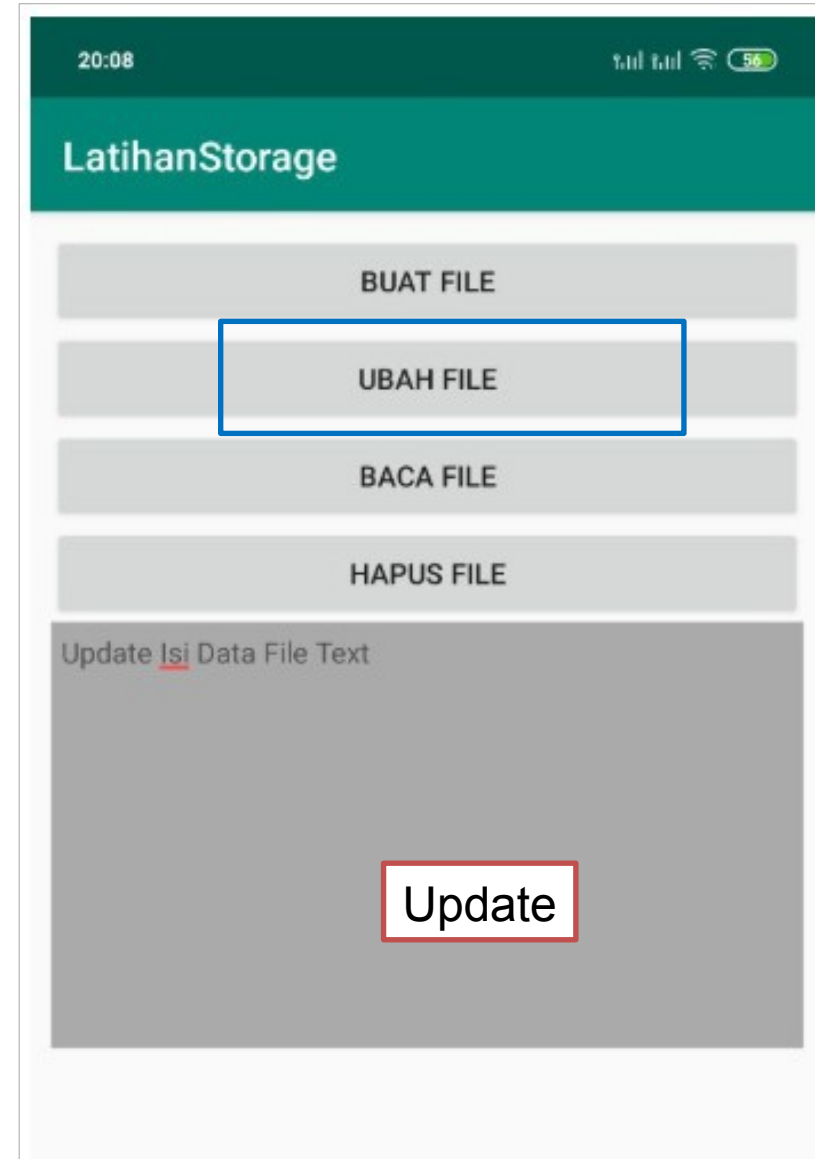 20:08 56
LatihanStorage
BUAT FILE
UBAH FILE
BACA FILE
HAPUS FILE
Update Isi Data File Text
Update